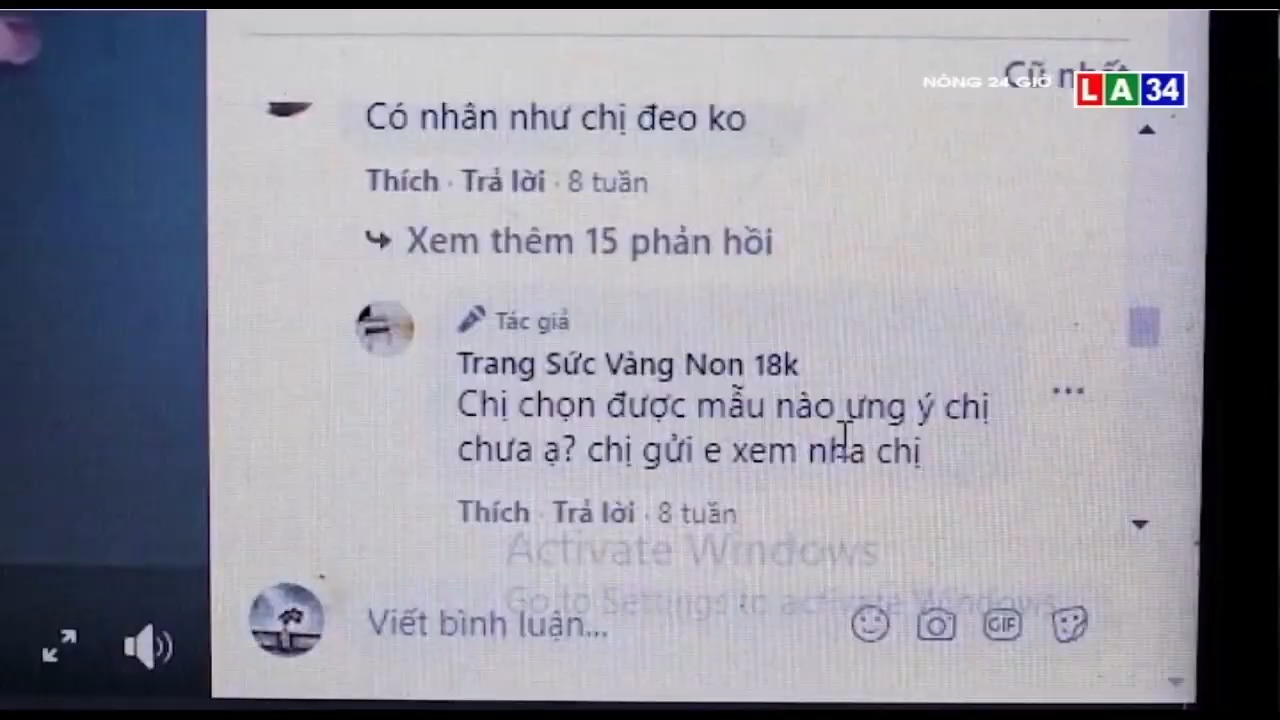 Cũ nhất
NÓNG 24 GIỜ
LA34
Có nhân như chị đeo ko
Thích · Trả lời · 8 tuần
Xem thêm 15 phản hồi
Tác giả
Trang Sức Vàng Non 18k
Chị chọn được mẫu nào ưng ý chị
chưa ạ? chị gửi e xem nha chị
Thích · Trả lời · 8 tuần
Activate Windows
Go to Settings to activate Windows.
Viết bình luận...
GIF